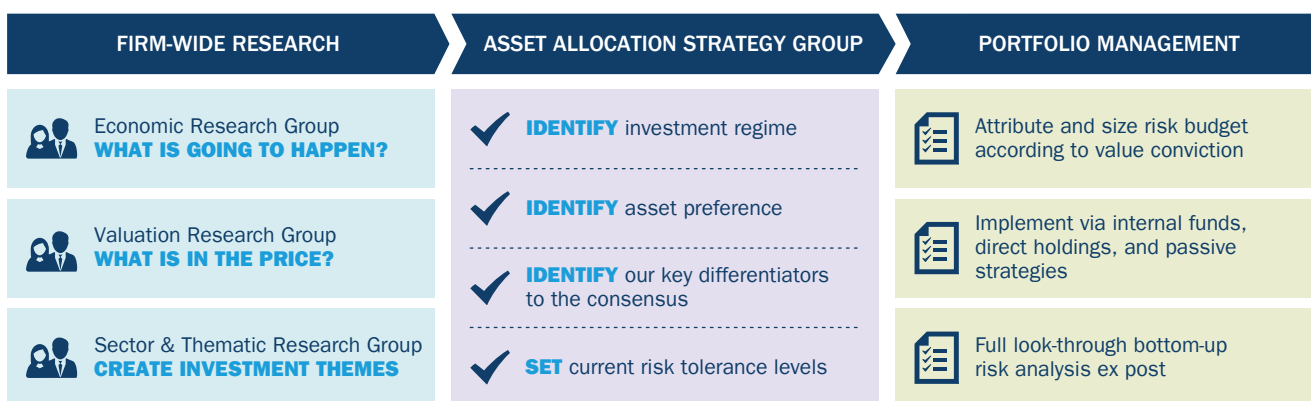 FIRM-WIDE RESEARCH
ASSET ALLOCATION STRATEGY GROUP
PORTFOLIO MANAGEMENT
Economic Research Group
WHAT IS GOING TO HAPPEN?
Valuation Research Group
WHAT IS IN THE PRICE?
Sector & Thematic Research Group
CREATE INVESTMENT THEMES
IDENTIFY investment regime
IDENTIFY asset preference
IDENTIFY our key differentiators
to the consensus
SET current risk tolerance levels
Attribute and size risk budget
according to value conviction
Implement via internal funds,
direct holdings, and passive
strategies
Full look-through bottom-up
risk analysis ex post